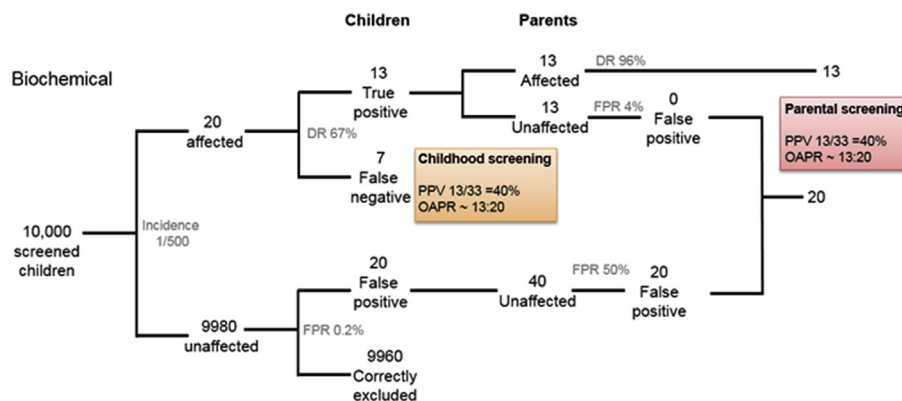 Children
Parents
Biochemical
10,000
screened
children
Incidence
1/500
20
affected
9980
unaffected
DR 67%
13
True
positive
7
False
negative
Childhood screening
PPV 13/33 =40%
OAPR ~ 13:20
FPR 0.2%
20
False
positive
9960
Correctly
excluded
13
Affected
DR 96%
13
13
Unaffected
FPR 4%
0
False
positive
40
Unaffected
FPR 50%
20
False
positive
20
Parental screening
PPV 13/33 =40%
OAPR ~ 13:20